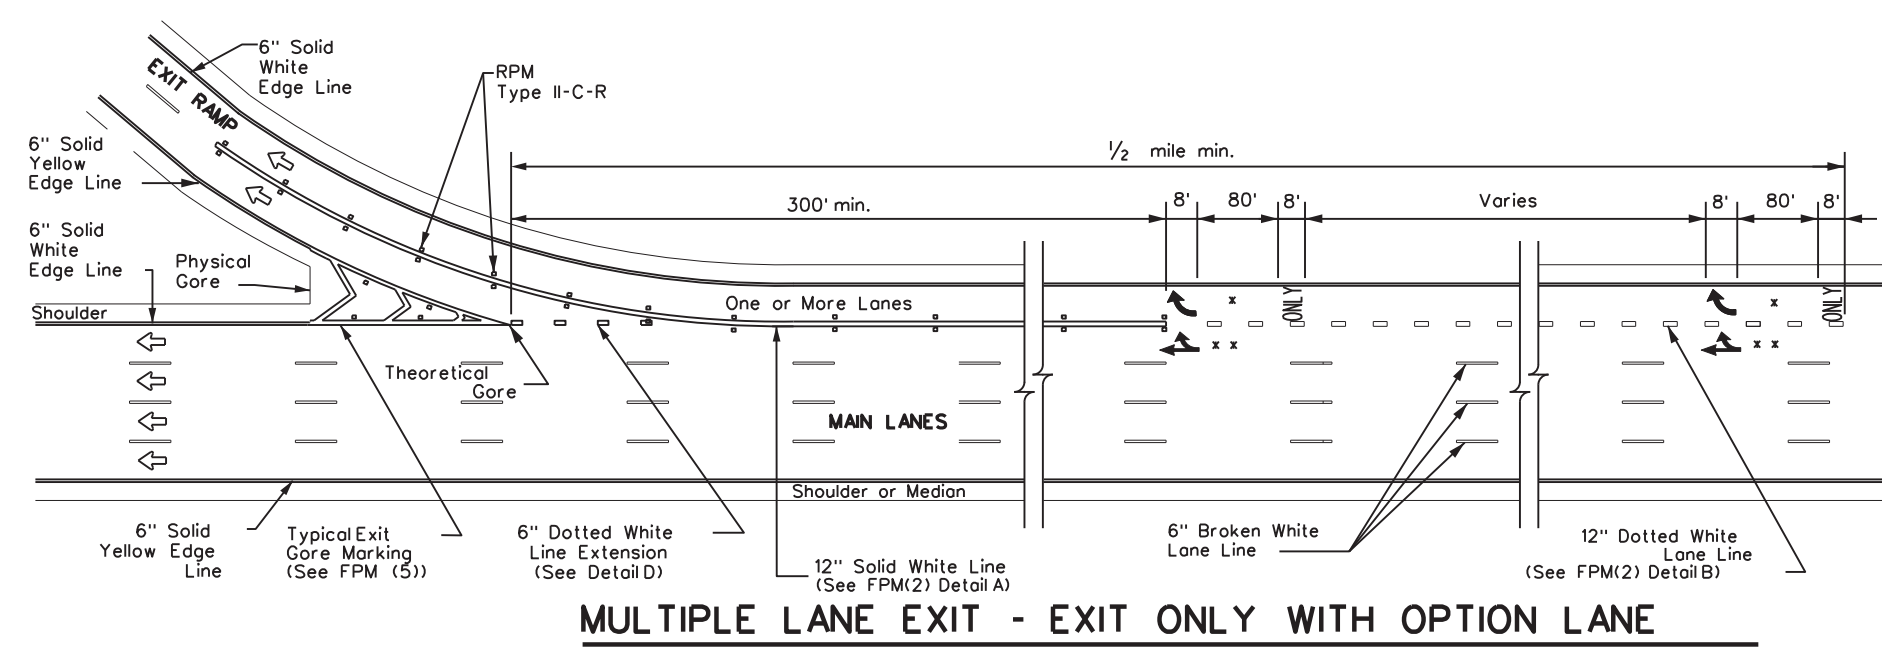 6" Solid
White
Edge Line
EXIT RAMP
RPM
Type II-C-R
6" Solid
Yellow
Edge Line
½ mile min.
300' min.
8'
80'
8'
Varies
8'
80'
8'
6" Solid
White
Edge Line
Physical
Gore
Shoulder
One or More Lanes
x
ONLY
x
ONLY
x x
x x
Theoretical
Gore
MAIN LANES
Shoulder or Median
6" Solid
Yellow Edge
Line
Typical Exit
Gore Marking
(See FPM (5))
6" Dotted White
Line Extension
(See Detail D)
12" Solid White Line
(See FPM(2) Detail A)
6" Broken White
Lane Line
12" Dotted White
Lane Line
(See FPM(2) Detail B)
MULTIPLE LANE EXIT - EXIT ONLY WITH OPTION LANE